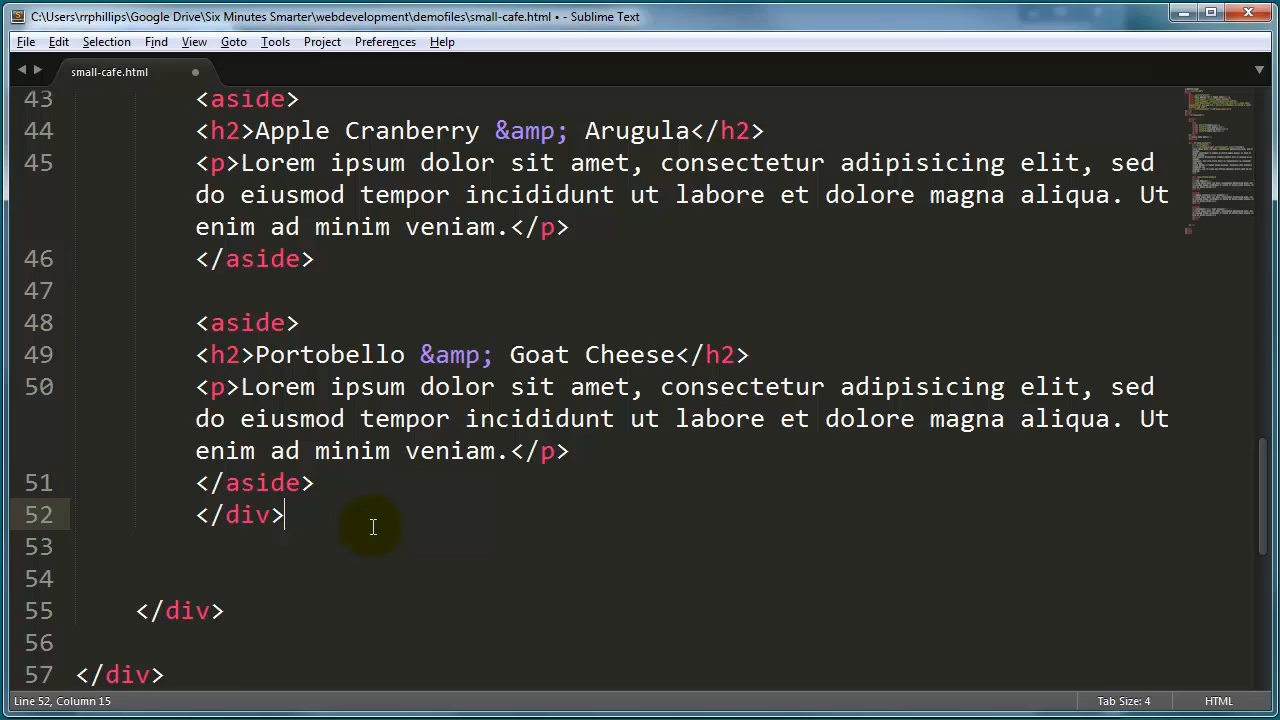 C:\Users\rrphillips\Google Drive\Six Minutes Smarter\webdevelopment\demofiles\small-cafe.html • - Sublime Text
File Edit Selection Find View Goto Tools Project Preferences Help
small-cafe.html
43 <aside>
44 <h2>Apple Cranberry &amp; Arugula</h2>
45 <p>Lorem ipsum dolor sit amet, consectetur adipisicing elit, sed
do eiusmod tempor incididunt ut labore et dolore magna aliqua. Ut
enim ad minim veniam.</p>
46 </aside>
47
48 <aside>
49 <h2>Portobello &amp; Goat Cheese</h2>
50 <p>Lorem ipsum dolor sit amet, consectetur adipisicing elit, sed
do eiusmod tempor incididunt ut labore et dolore magna aliqua. Ut
enim ad minim veniam.</p>
51 </aside>
52 </div>
53
54
55 </div>
56
57 </div>
Line 52, Column 15 Tab Size: 4 HTML